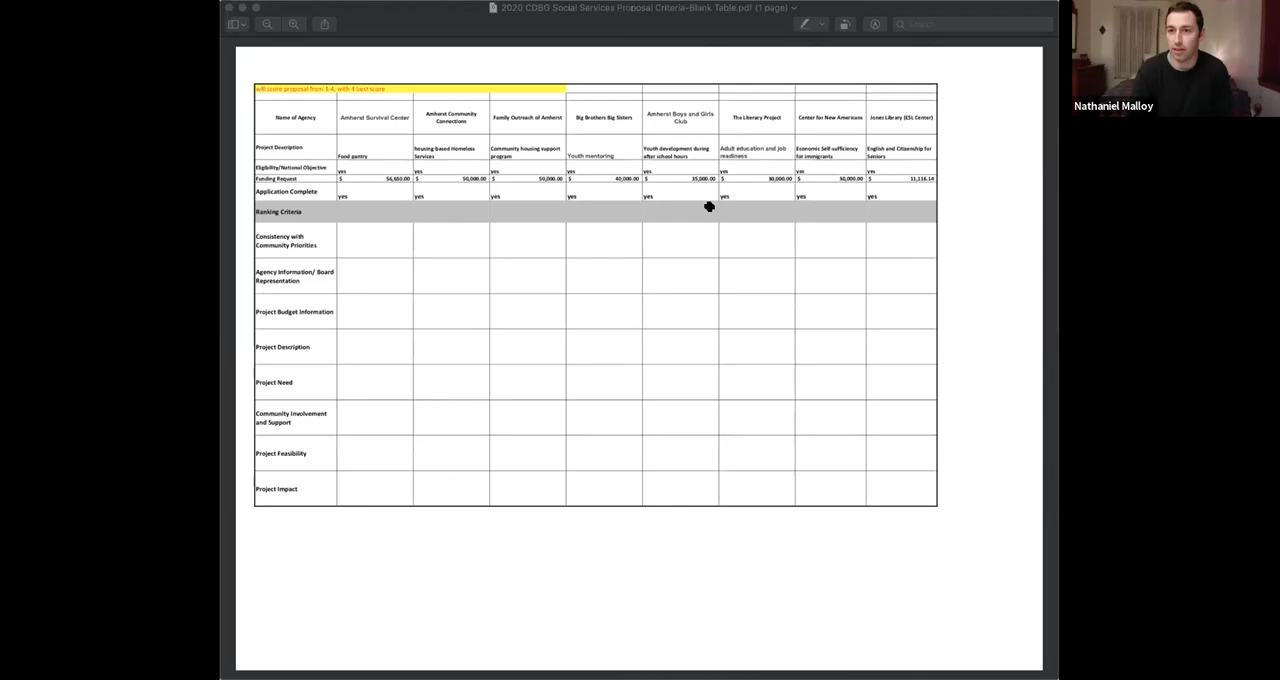 2020 CDBG Social Services Proposal Criteria-Blank Table.pdf (1 page)
Search
Nathaniel Malloy
will score proposal from 1-4, with 4 best score
Name of Agency Amherst Survival Center Amherst Community Connections Family Outreach of Amherst Big Brothers Big Sisters Amherst Boys and Girls Club The Literacy Project Center for New Americans Jones Library (ESL Center)
Project Description Food pantry housing-based Homeless Services Community housing support program Youth mentoring Youth development during after school hours Adult education and job readiness Economic Self-sufficiency for immigrants English and Citizenship for Seniors
Eligibility/National Objective yes yes yes yes yes yes yes yes
Funding Request $ 56,650.00 $ 50,000.00 $ 50,000.00 $ 40,000.00 $ 35,000.00 $ 30,000.00 $ 30,000.00 $ 11,116.14
Application Complete yes yes yes yes yes yes yes yes
Ranking Criteria
Consistency with
Community Priorities
Agency Information/ Board
Representation
Project Budget Information
Project Description
Project Need
Community Involvement
and Support
Project Feasibility
Project Impact